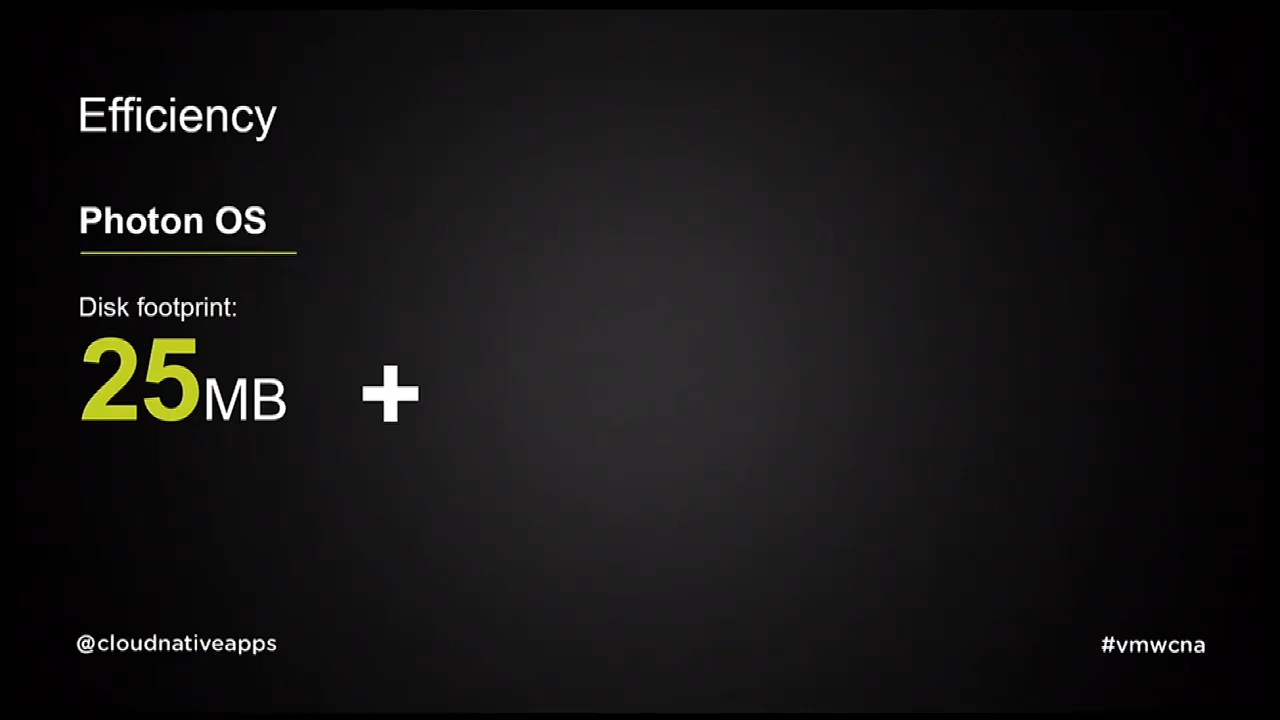 Efficiency
Photon OS
Disk footprint:
25MB +
@cloudnativeapps
#vmwcna